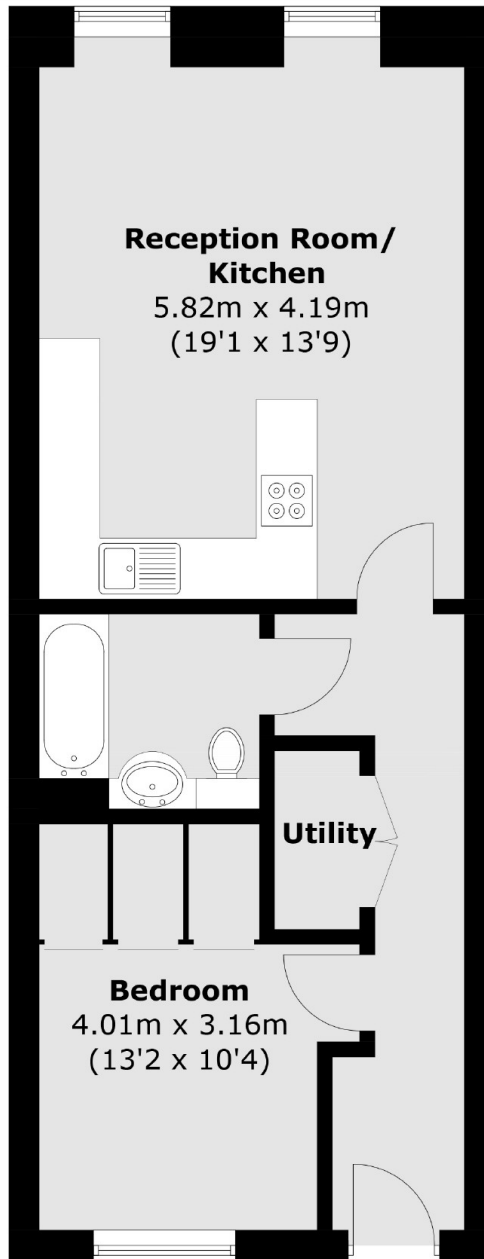 Reception Room/
Kitchen
5.82m x 4.19m
(19'1 x 13'9)
Utility
Bedroom
4.01m x 3.16m
(13'2 x 10'4)